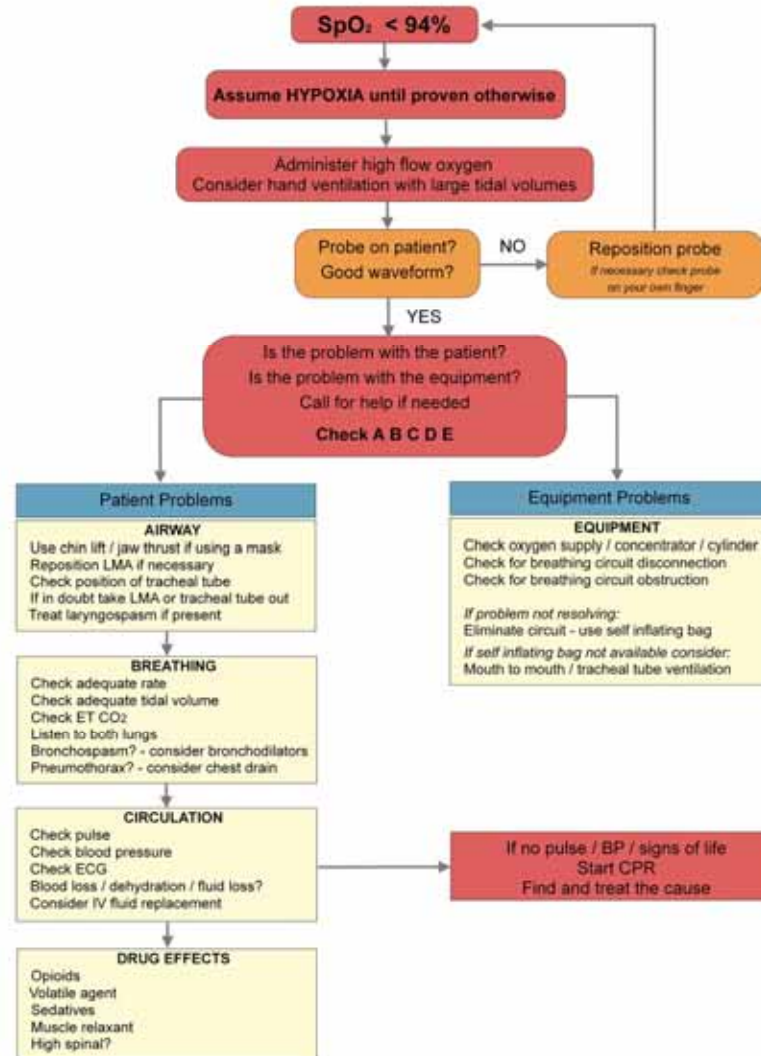 SpO₂ < 94%
Assume HYPOXIA until proven otherwise
Administer high flow oxygen
Consider hand ventilation with large tidal volumes
Probe on patient?
Good waveform?
NO
Reposition probe
If necessary check probe
on your own finger
YES
Is the problem with the patient?
Is the problem with the equipment?
Call for help if needed
Check A B C D E
Patient Problems
AIRWAY
Use chin lift / jaw thrust if using a mask
Reposition LMA if necessary
Check position of tracheal tube
If in doubt take LMA or tracheal tube out
Treat laryngospasm if present
BREATHING
Check adequate rate
Check adequate tidal volume
Check ET CO₂
Listen to both lungs
Bronchospasm? - consider bronchodilators
Pneumothorax? - consider chest drain
CIRCULATION
Check pulse
Check blood pressure
Check ECG
Blood loss / dehydration / fluid loss?
Consider IV fluid replacement
DRUG EFFECTS
Opioids
Volatile agent
Sedatives
Muscle relaxant
High spinal?
Equipment Problems
EQUIPMENT
Check oxygen supply / concentrator / cylinder
Check for breathing circuit disconnection
Check for breathing circuit obstruction
If problem not resolving:
Eliminate circuit - use self inflating bag
If self inflating bag not available consider:
Mouth to mouth / tracheal tube ventilation
If no pulse / BP / signs of life
Start CPR
Find and treat the cause